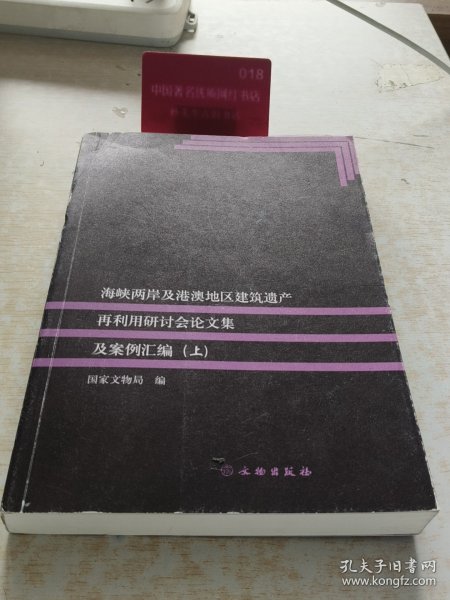 018
中国著名优质网打书店
海峡两岸及港澳地区建筑遗产
再利用研讨会论文集
及案例汇编（上）
国家文物局 编
文物出版社
孔夫子旧书网
www.kongfz.com